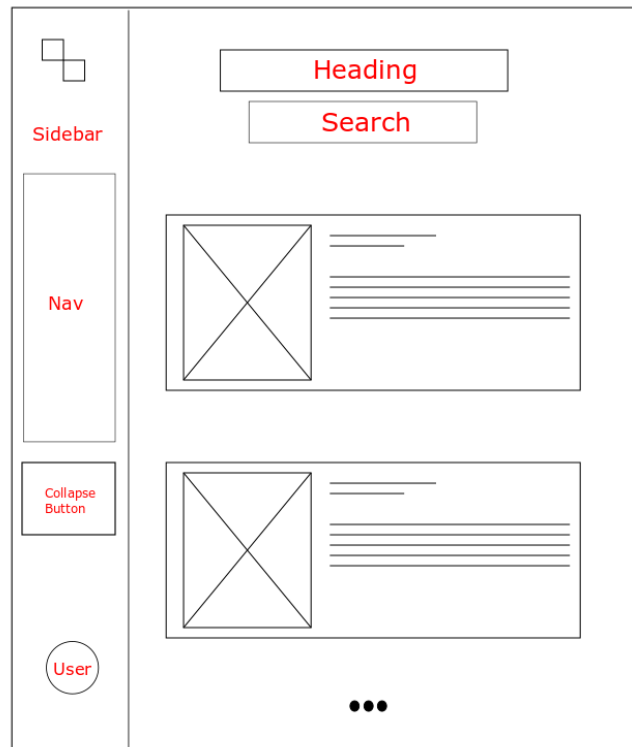 Heading
Search
Sidebar
Nav
Collapse
Button
User